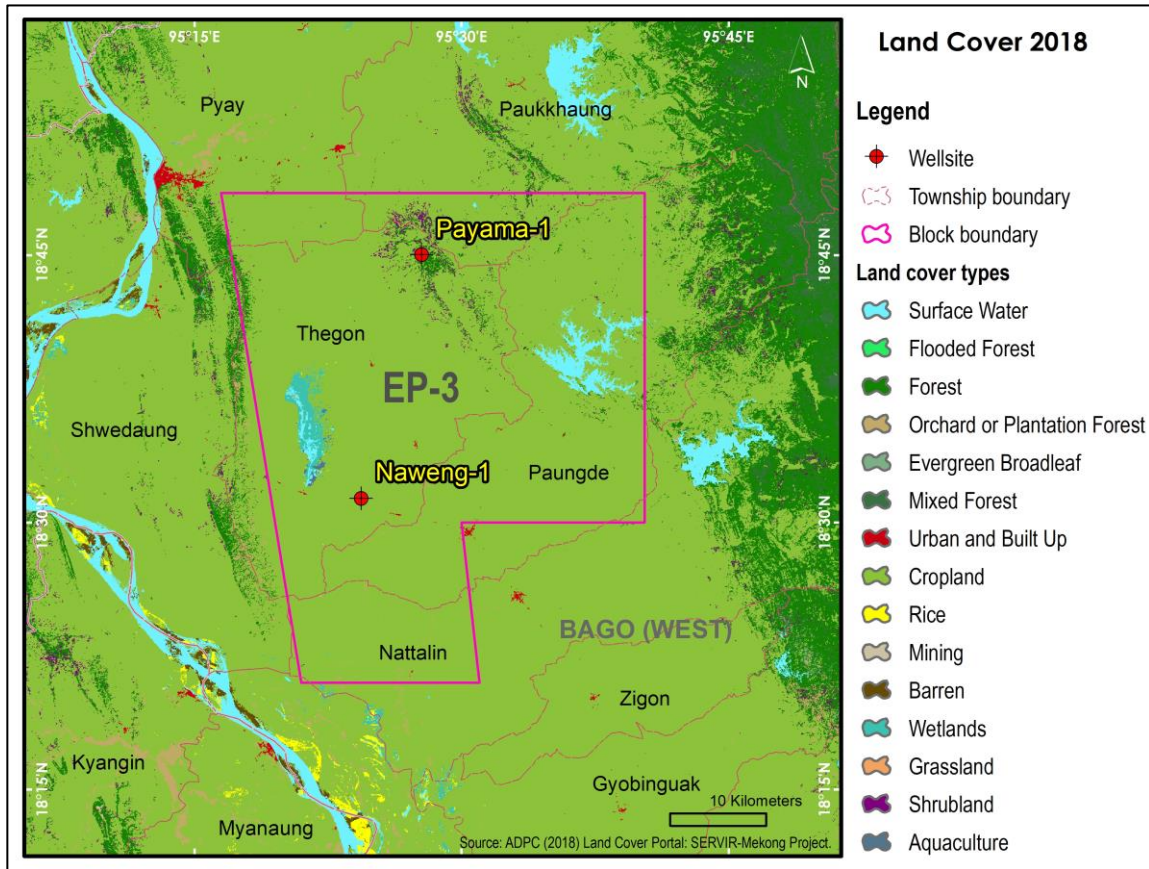 95°15'E
95°30'E
95°45'E
N
Pyay
Paukkhaung
Payama-1
18°45'N
18°45'N
Thegon
EP-3
Shwedaung
Naweng-1
Paungde
18°30'N
18°30'N
BAGO (WEST)
Nattalin
Zigon
Kyangin
Gyobinguak
18°15'N
18°15'N
10 Kilometers
Myanaung
Source: ADPC (2018) Land Cover Portal: SERVIR-Mekong Project.
Land Cover 2018
Legend
Wellsite
Township boundary
Block boundary
Land cover types
Surface Water
Flooded Forest
Forest
Orchard or Plantation Forest
Evergreen Broadleaf
Mixed Forest
Urban and Built Up
Cropland
Rice
Mining
Barren
Wetlands
Grassland
Shrubland
Aquaculture